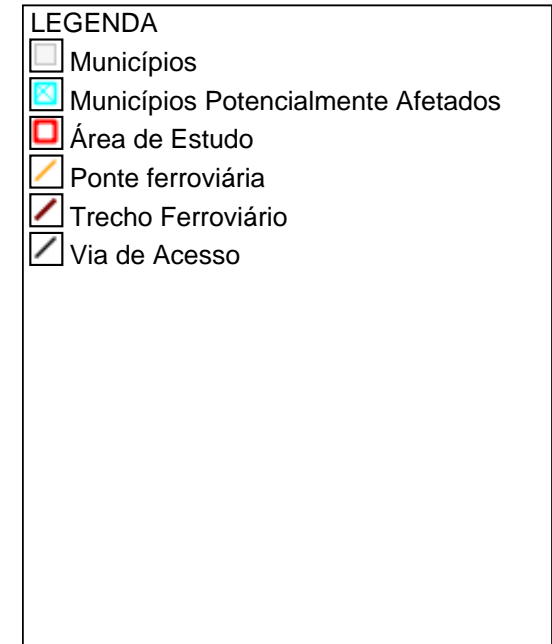 LEGENDA
Municípios
Municípios Potencialmente Afetados
Área de Estudo
Ponte ferroviária
Trecho Ferroviário
Via de Acesso